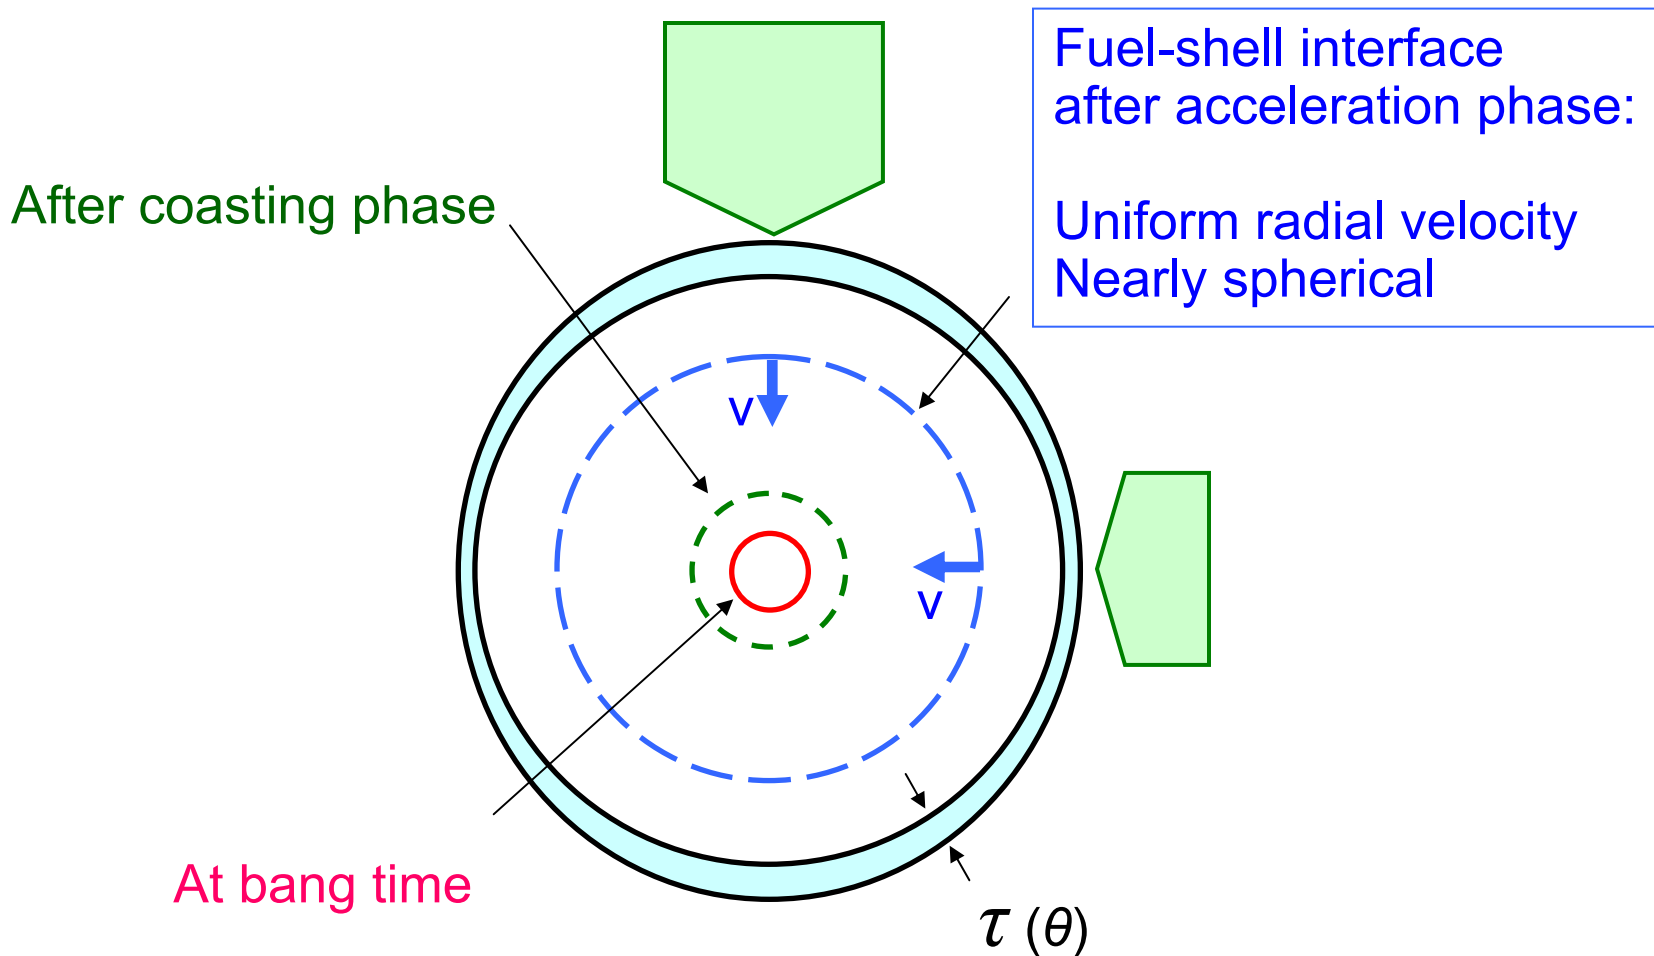 Fuel-shell interface
after acceleration phase:
Uniform radial velocity
Nearly spherical
After coasting phase
v
v
At bang time
τ (θ)